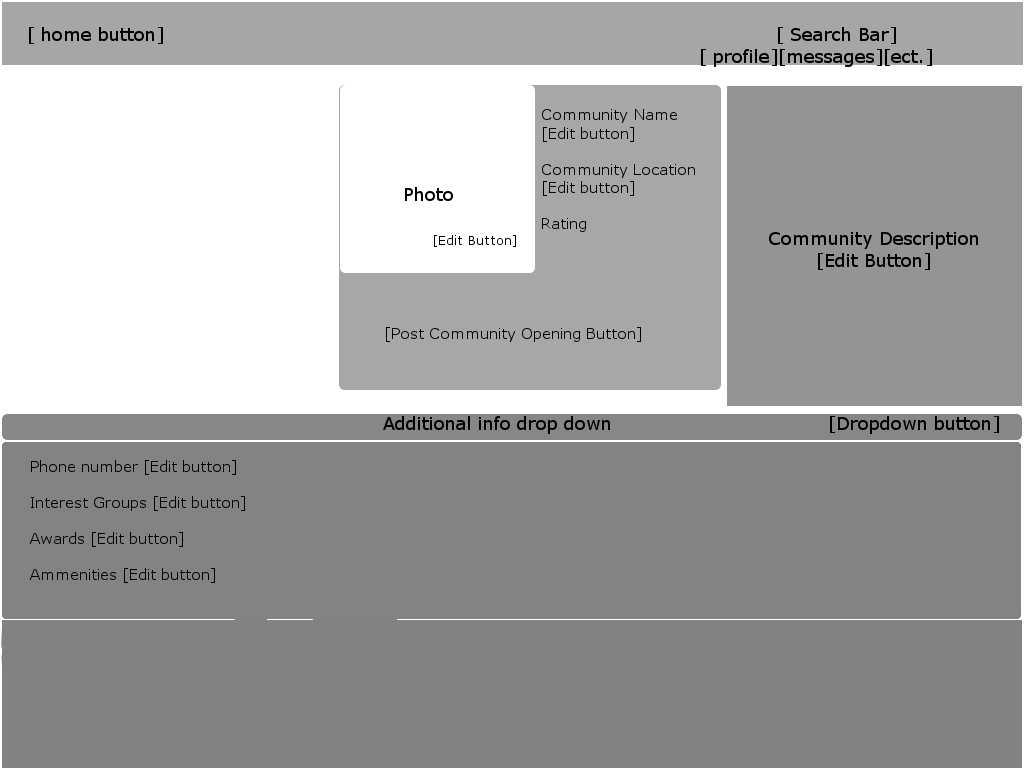 [ home button]
[ Search Bar]
[ profile][messages][ect.]
Photo
[Edit Button]
Community Name
[Edit button]
Community Location
[Edit button]
Rating
[Post Community Opening Button]
Community Description
[Edit Button]
Additional info drop down
[Dropdown button]
Phone number [Edit button]
Interest Groups [Edit button]
Awards [Edit button]
Ammenities [Edit button]